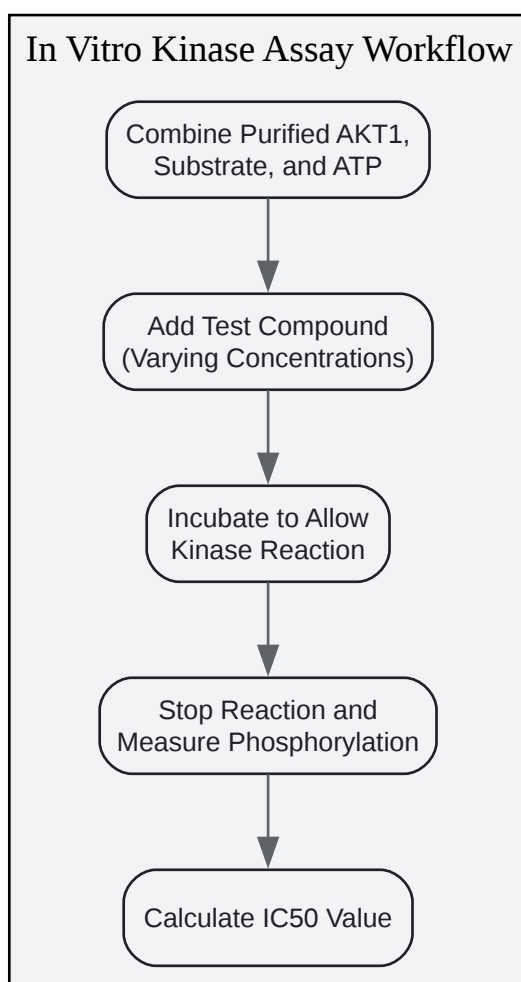 In Vitro Kinase Assay Workflow
Combine Purified AKT1,
Substrate, and ATP
Add Test Compound
(Varying Concentrations)
Incubate to Allow
Kinase Reaction
Stop Reaction and
Measure Phosphorylation
Calculate IC50 Value